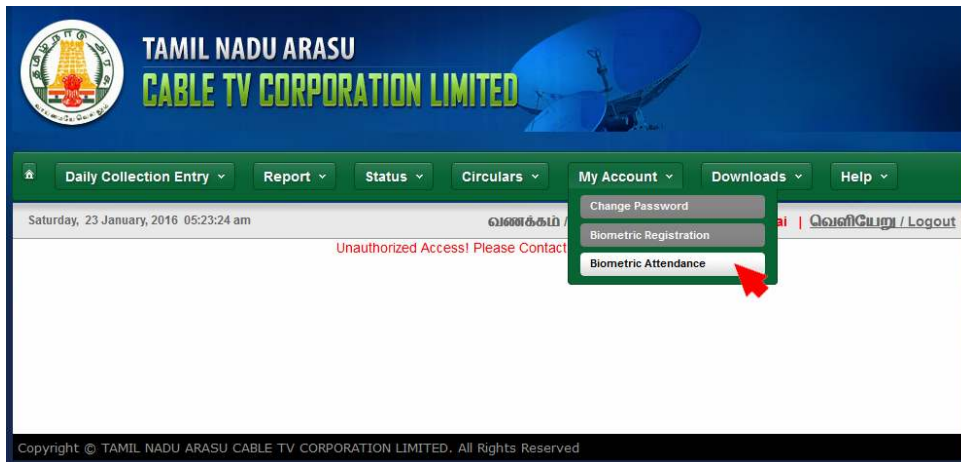 TAMIL NADU ARASU
CABLE TV CORPORATION LIMITED
Daily Collection Entry Report Status Circulars My Account Downloads Help
Change Password
Saturday, 23 January, 2016 05:23:24 am வணக்கம் / ai | வெளியேறு / Logout
Biometric Registration
Unauthorized Access! Please Contact
Biometric Attendance
Copyright © TAMIL NADU ARASU CABLE TV CORPORATION LIMITED. All Rights Reserved